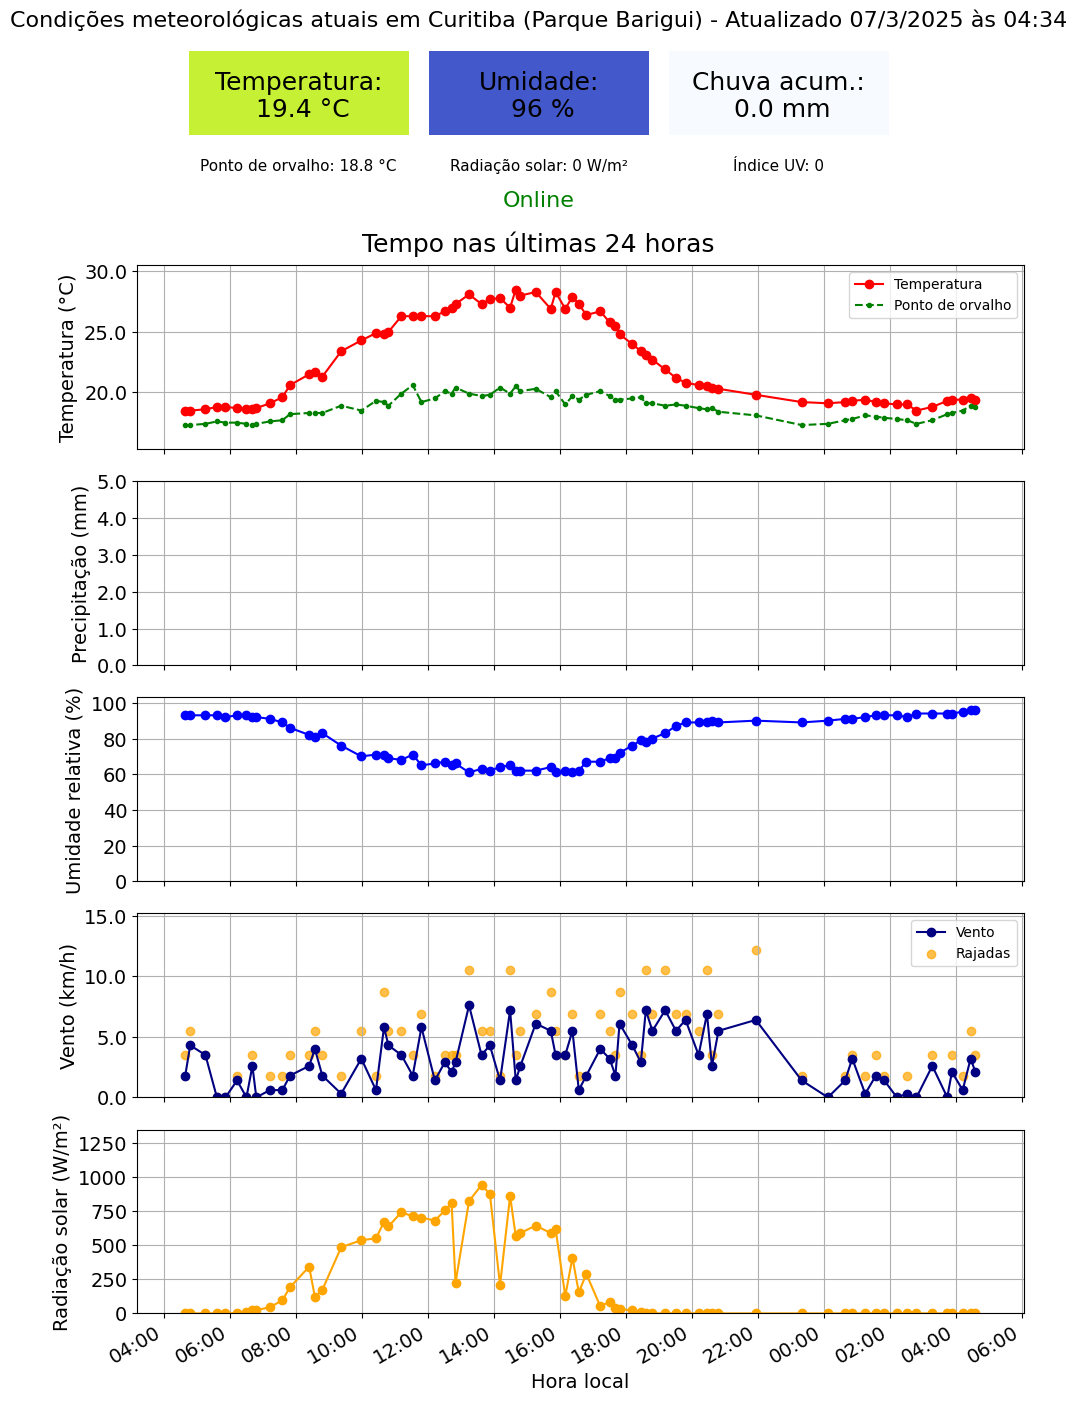 Condições meteorológicas atuais em Curitiba (Parque Barigui) - Atualizado 07/3/2025 às 04:34
Temperatura:
19.4 °C
Umidade:
96 %
Chuva acum.:
0.0 mm
Ponto de orvalho: 18.8 °C
Radiação solar: 0 W/m²
Índice UV: 0
Online
Tempo nas últimas 24 horas
Temperatura (°C)
30.0
25.0
20.0
Temperatura
Ponto de orvalho
Precipitação (mm)
5.0
4.0
3.0
2.0
1.0
0.0
Umidade relativa (%)
100
80
60
40
20
0
Vento (km/h)
15.0
10.0
5.0
0.0
Vento
Rajadas
Radiação solar (W/m²)
1250
1000
750
500
250
0
04:00 06:00 08:00 10:00 12:00 14:00 16:00 18:00 20:00 22:00 00:00 02:00 04:00 06:00
Hora local